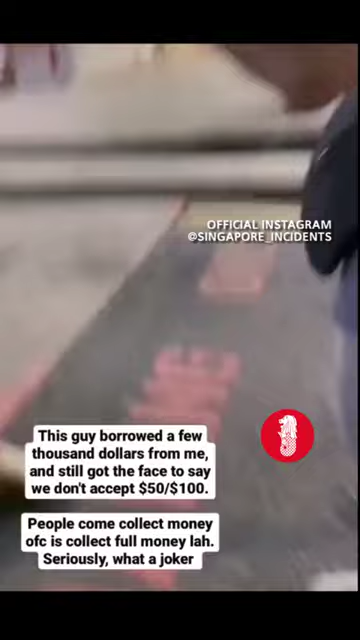 OFFICIAL INSTAGRAM
@SINGAPORE_INCIDENTS
This guy borrowed a few
thousand dollars from me,
and still got the face to say
we don't accept $50/$100.
People come collect money
ofc is collect full money lah.
Seriously, what a joker